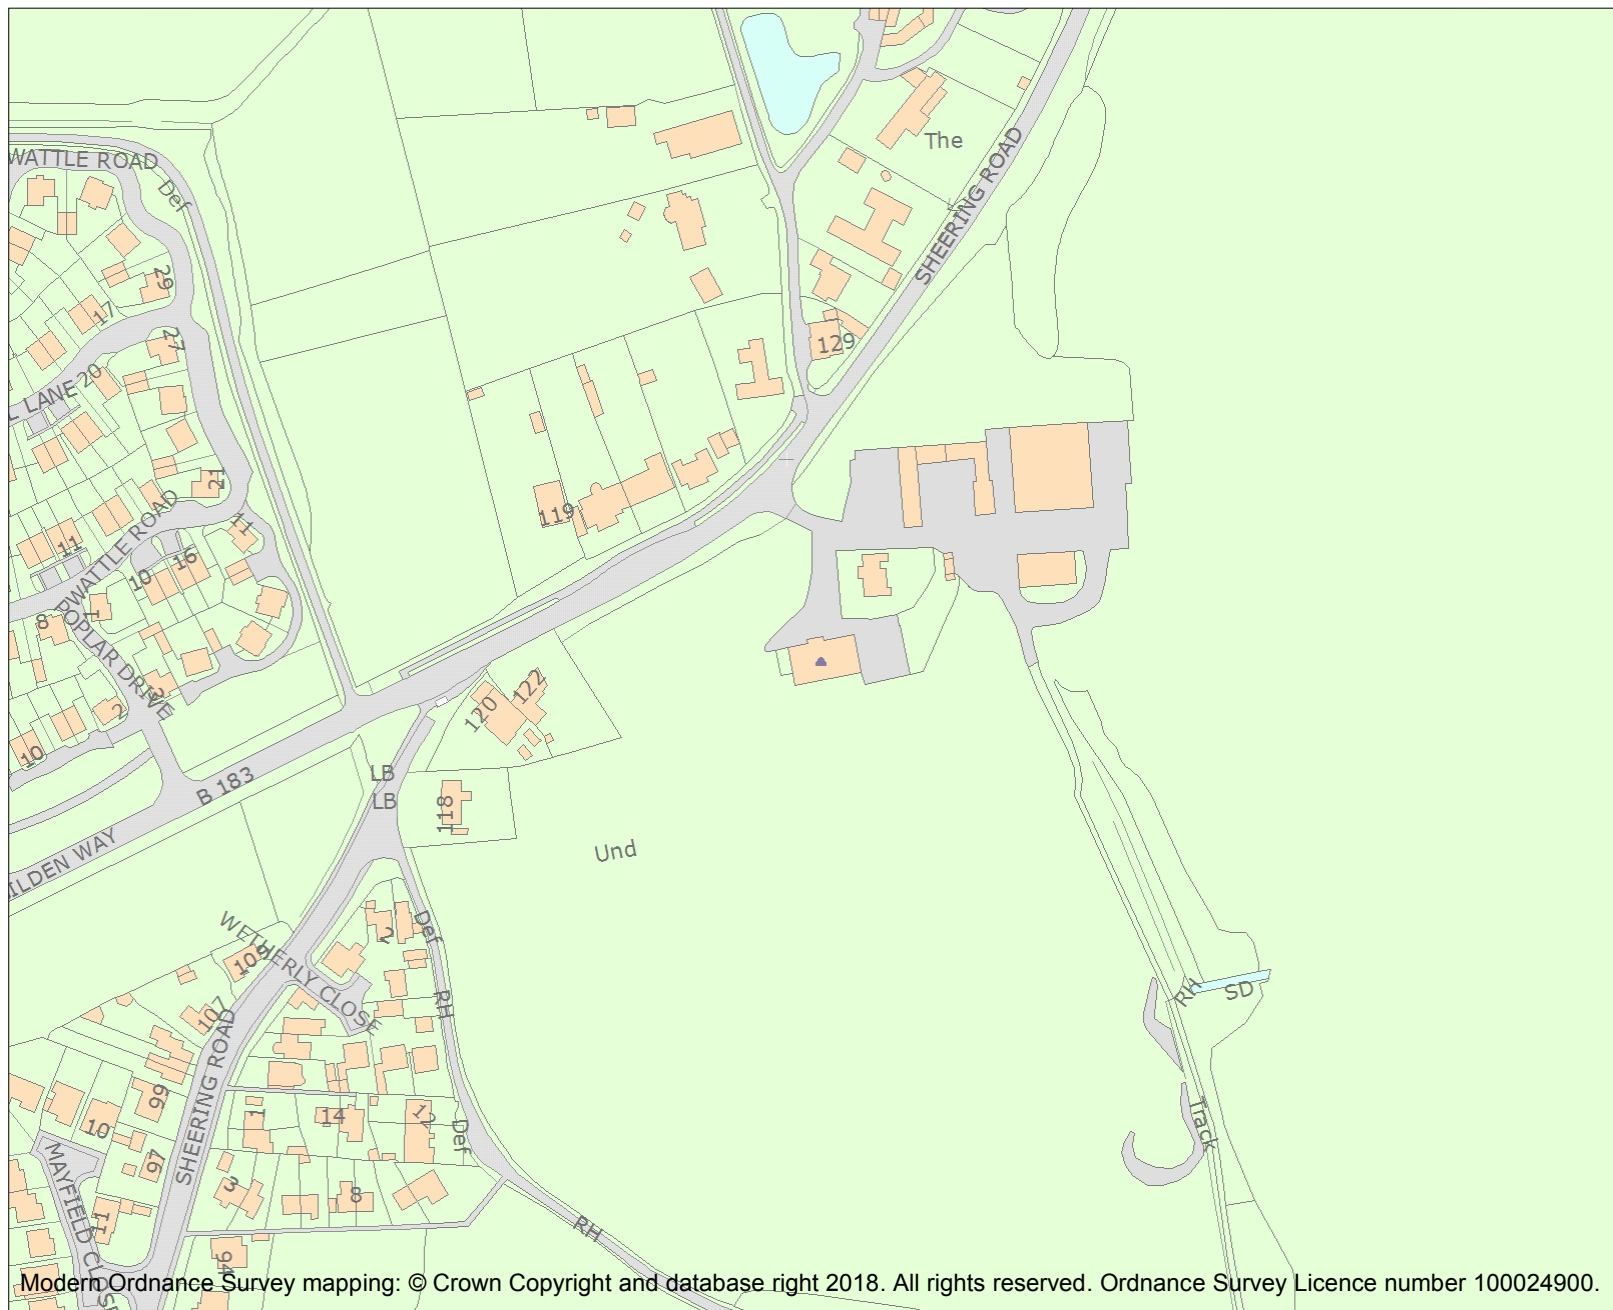 WATTLE ROAD
Def
The
SHEERING ROAD
29
17
27
129
20
L LANE
21
119
PWATTLE ROAD
11
11
16
10
1
8
POPLAR DRIVE
3
2
122
120
10
LB
B 183
LB
118
ILDEN WAY
Und
WETHERLY CLOSE
Def
2
109
RH
SD
RH
107
SHEERING ROAD
99
Track
1
14
12
10
Def
97
MAYFIELD CLOSE
3
8
11
RH
94
Modern Ordnance Survey mapping: © Crown Copyright and database right 2018. All rights reserved. Ordnance Survey Licence number 100024900.